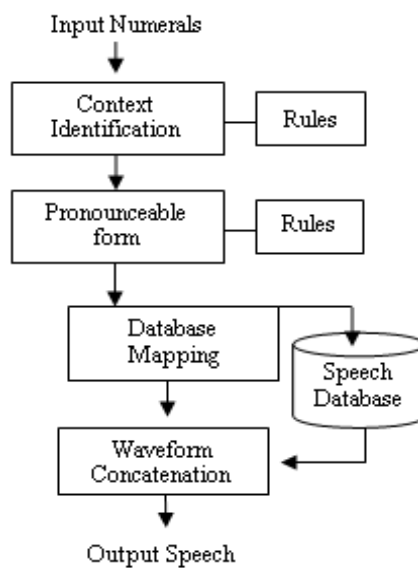 Input Numerals
Context
Identification
Rules
Pronounceable
form
Rules
Database
Mapping
Speech
Database
Waveform
Concatenation
Output Speech